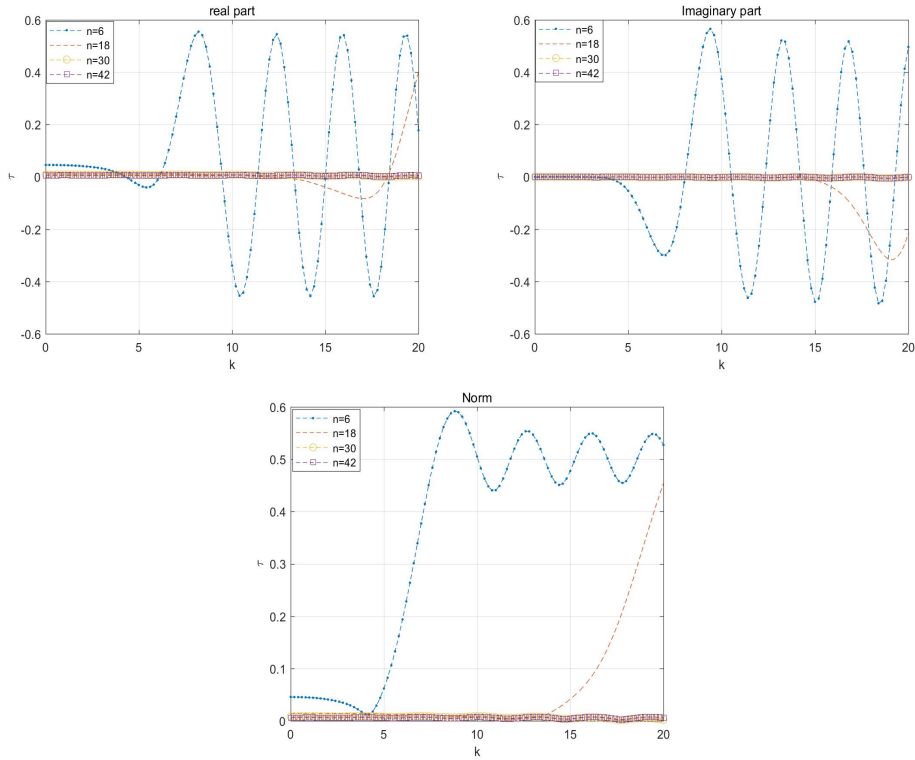 real part
n=6
n=18
n=30
n=42
0.6
0.4
0.2
0
-0.2
-0.4
-0.6
τ
0 5 10 15 20
k
Imaginary part
n=6
n=18
n=30
n=42
0.6
0.4
0.2
0
-0.2
-0.4
-0.6
τ
0 5 10 15 20
k
Norm
n=6
n=18
n=30
n=42
0.6
0.5
0.4
0.3
0.2
0.1
0
τ
0 5 10 15 20
k